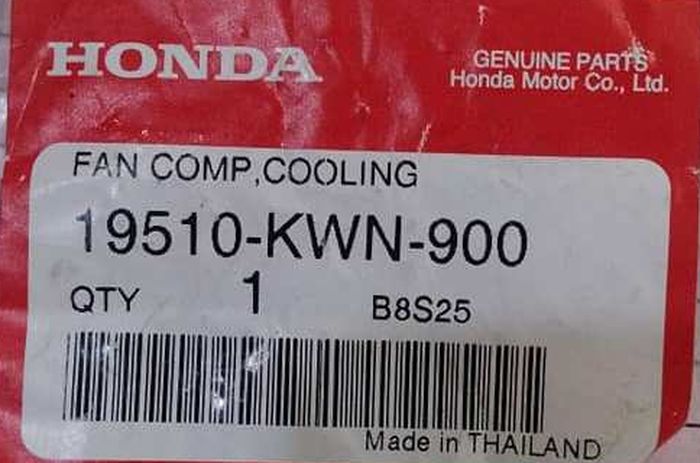 HONDA
GENUINE PARTS
Honda Motor Co., Ltd.
FAN COMP,COOLING
19510-KWN-900
QTY 1 B8S25
Made in THAILAND